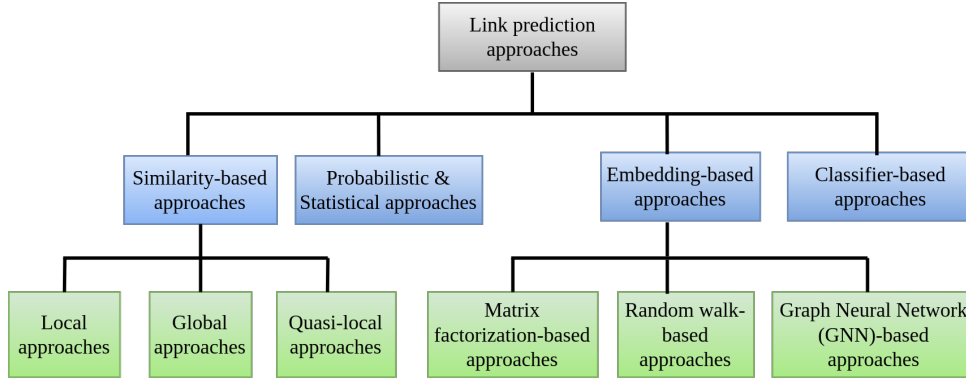 Link prediction
approaches
Similarity-based
approaches
Probabilistic &
Statistical approaches
Embedding-based
approaches
Classifier-based
approaches
Local
approaches
Global
approaches
Quasi-local
approaches
Matrix
factorization-based
approaches
Random walk-
based
approaches
Graph Neural Network
(GNN)-based
approaches